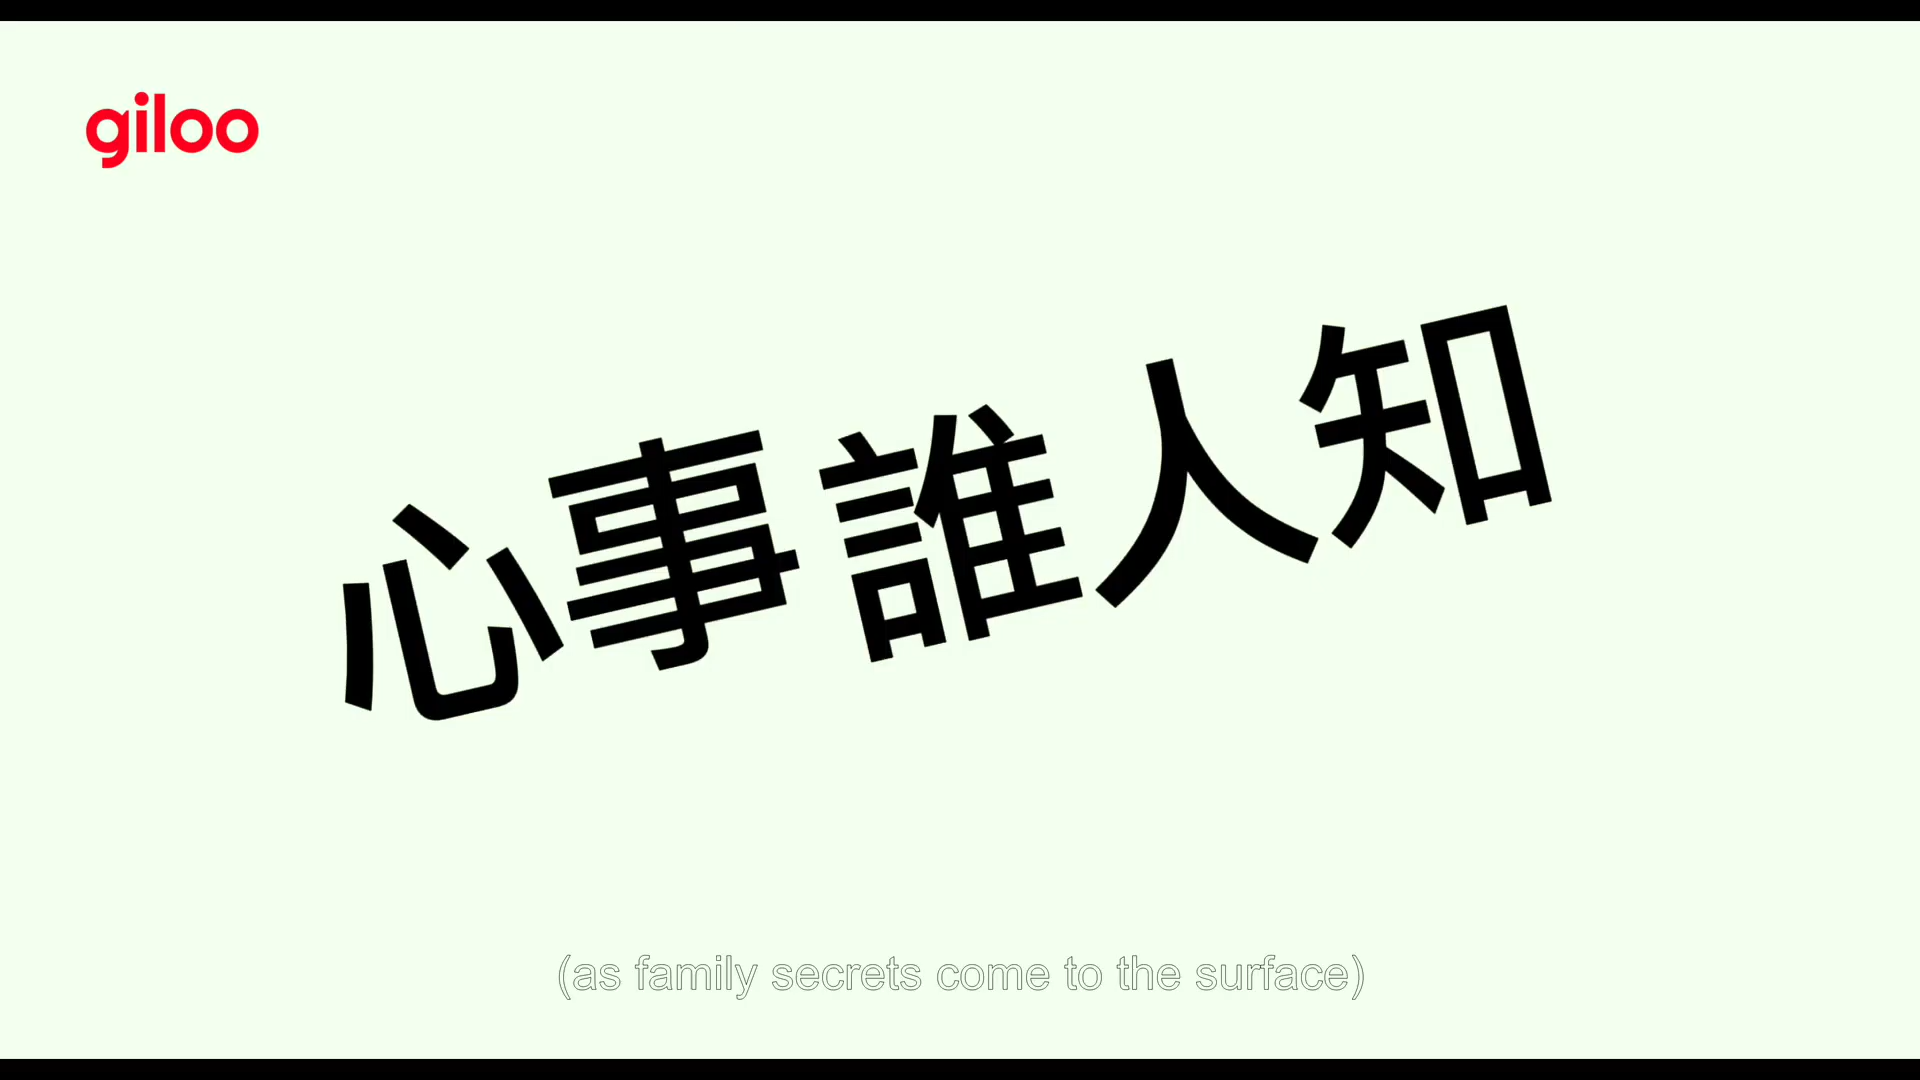 giloo
心事誰人知
(as family secrets come to the surface)